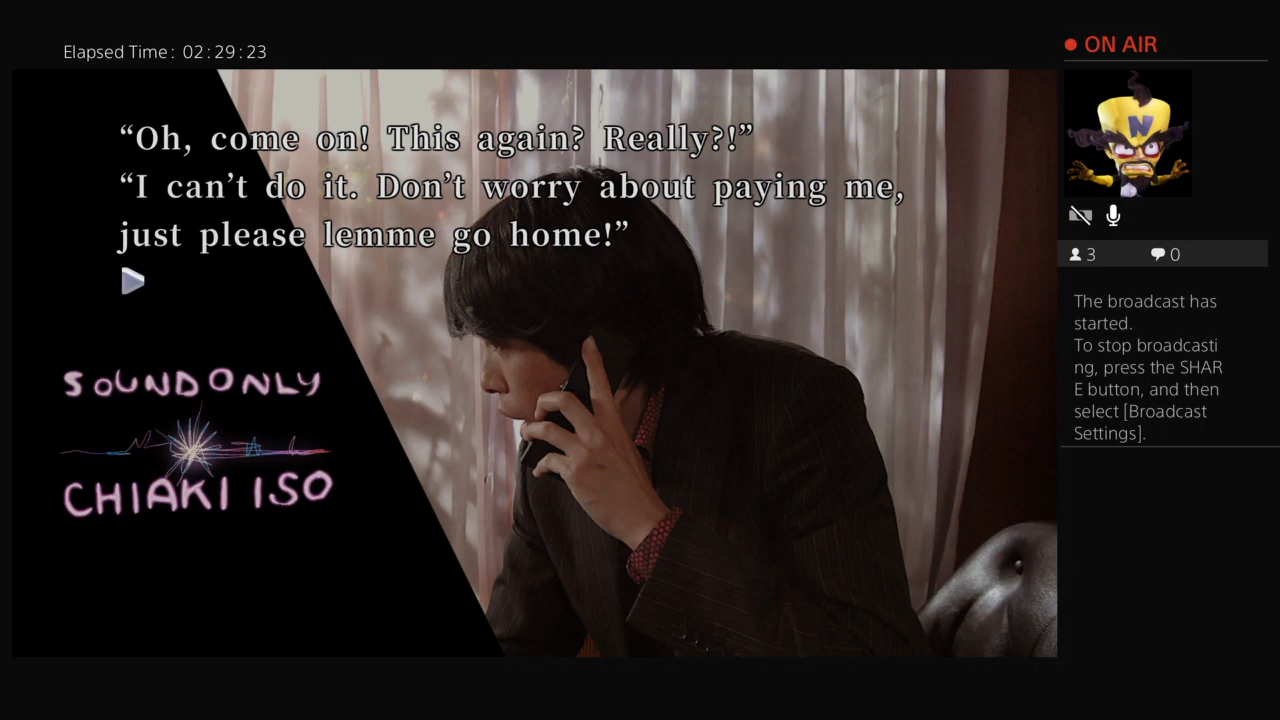 Elapsed Time: 02:29:23
ON AIR
“Oh, come on! This again? Really?!”
“I can’t do it. Don’t worry about paying me,
just please lemme go home!”
SOUND ONLY
CHIAKI ISO
N
3
0
The broadcast has
started.
To stop broadcasti
ng, press the SHAR
E button, and then
select [Broadcast
Settings].